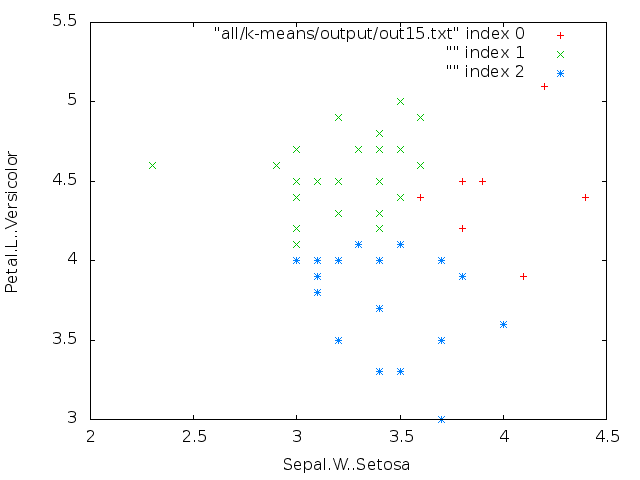 5.5
"all/k-means/output/out15.txt" index 0
"" index 1
"" index 2
5
4.5
4
3.5
3
Petal.L..Versicolor
2 2.5 3 3.5 4 4.5
Sepal.W..Setosa